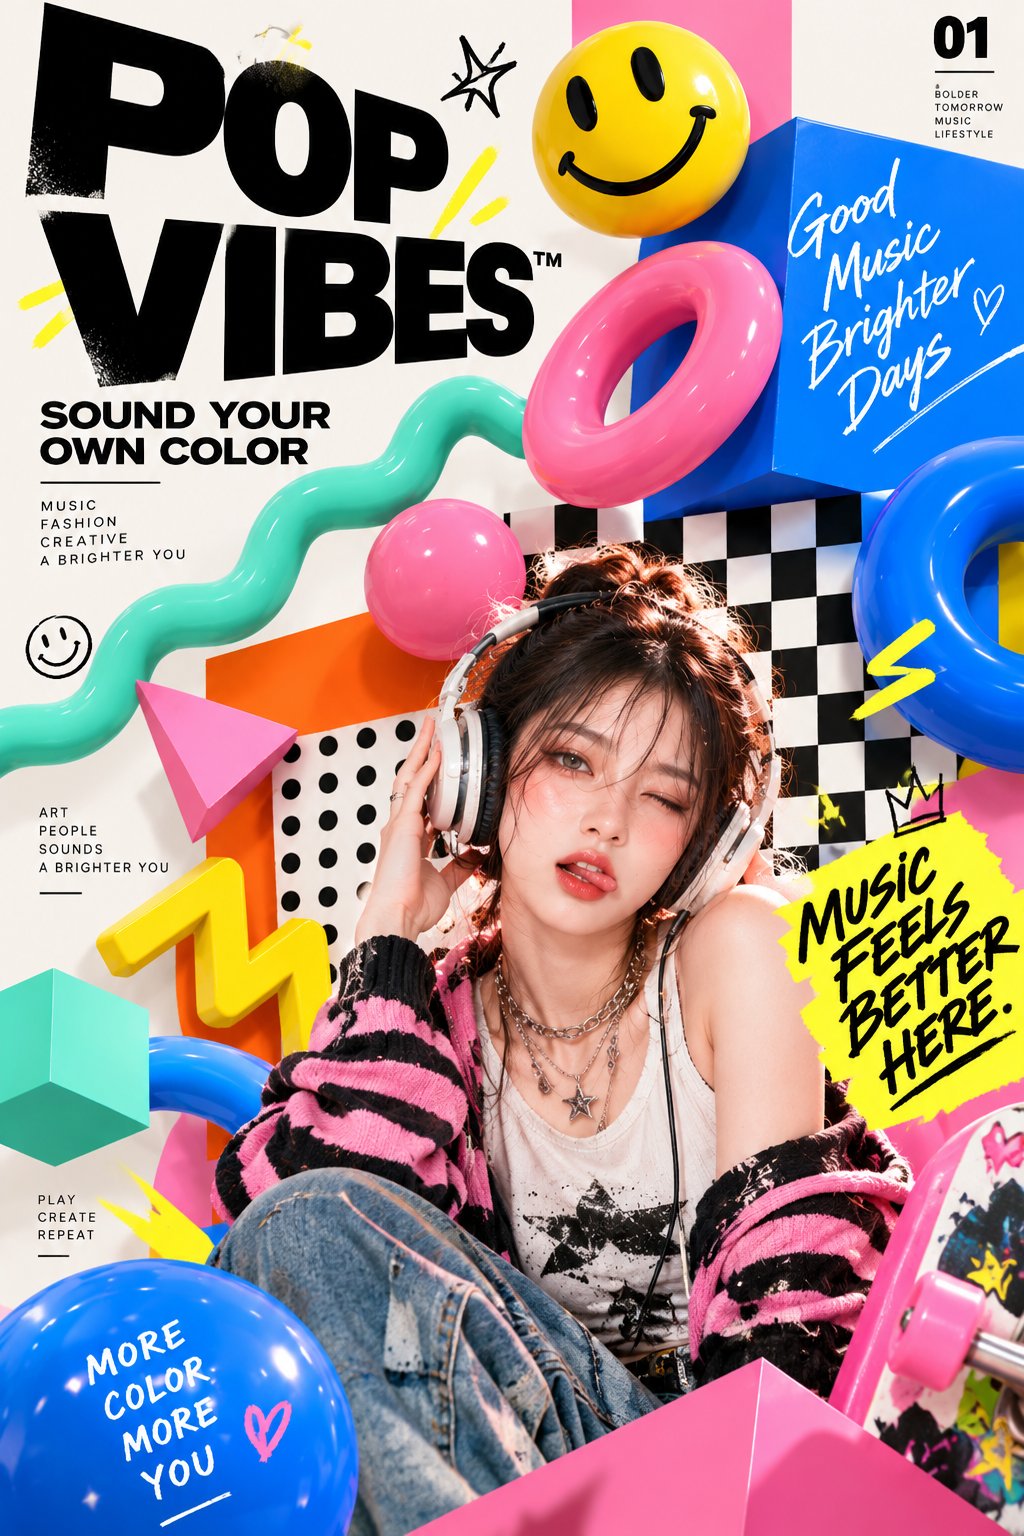 POP
VIBES™
SOUND YOUR
OWN COLOR
MUSIC
FASHION
CREATIVE
A BRIGHTER YOU
01
a
BOLDER
TOMORROW
MUSIC
LIFESTYLE
Good
Music
Brighter
Days
ART
PEOPLE
SOUNDS
A BRIGHTER YOU
MUSIC
FEELS
BETTER
HERE.
PLAY
CREATE
REPEAT
MORE
COLOR
MORE
YOU